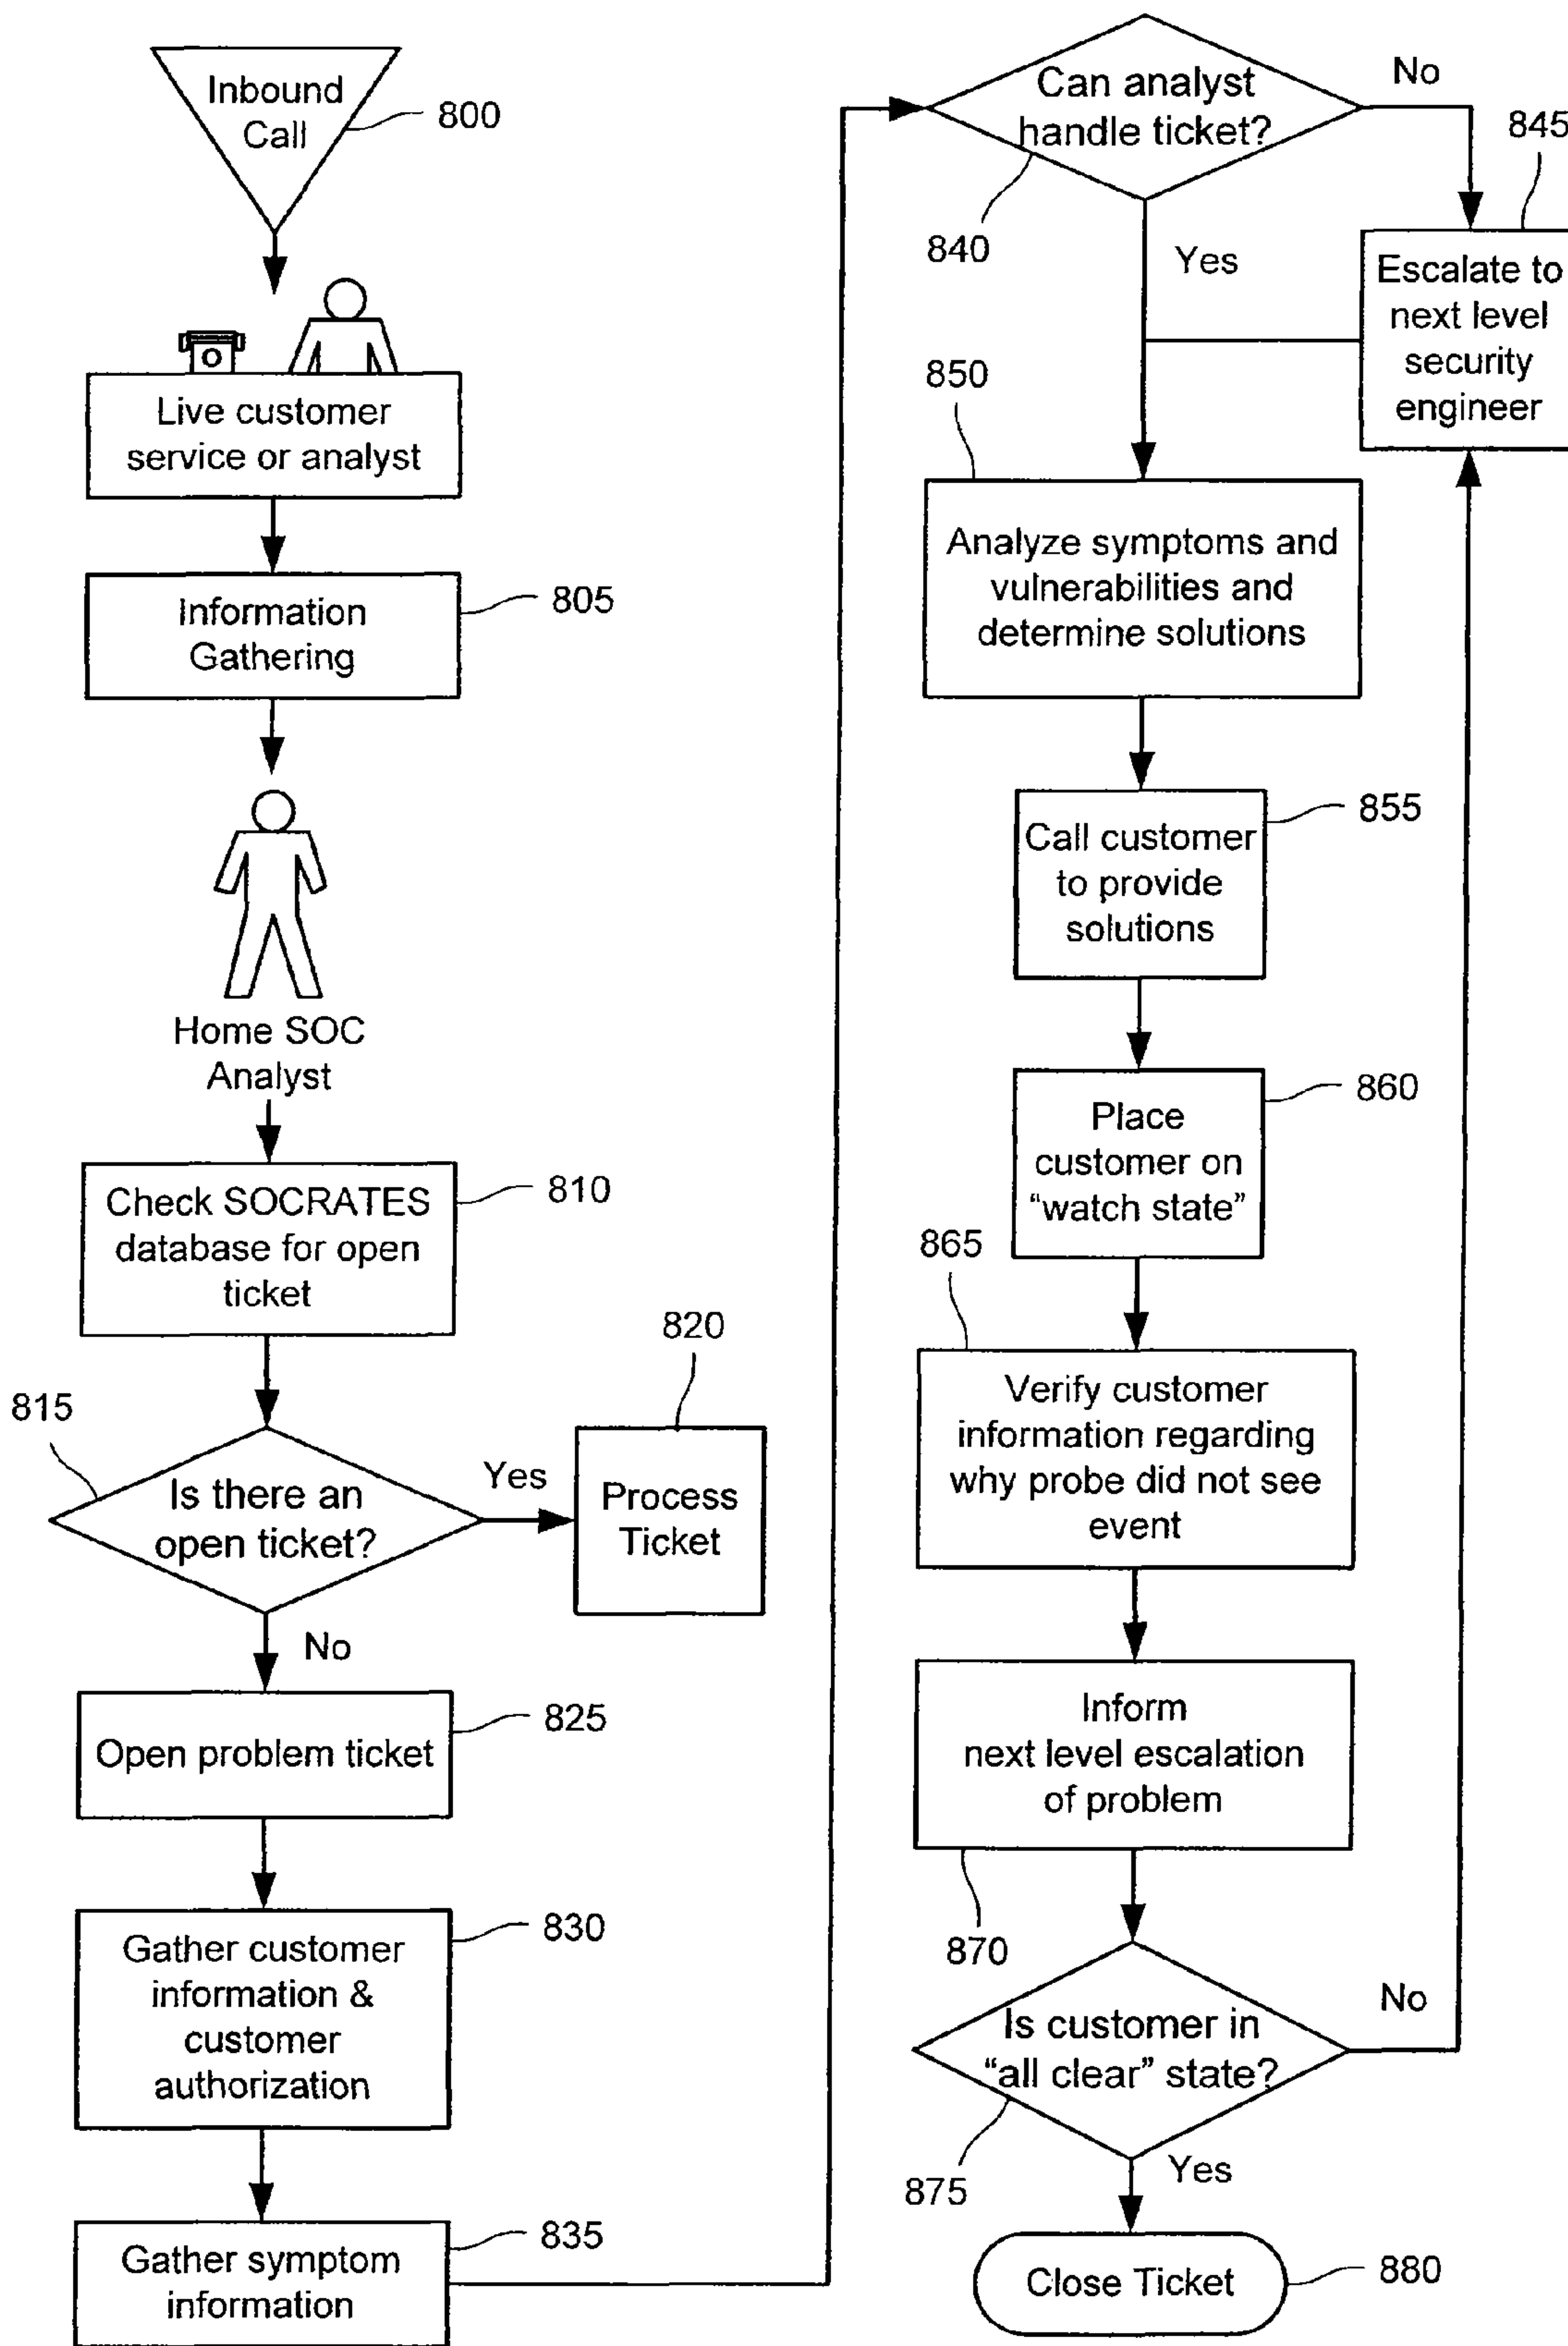 Inbound
Call
800
Live customer
service or analyst
Information
Gathering
805
Home SOC
Analyst
Check SOCRATES
database for open
ticket
810
815
Is there an
open ticket?
Yes
820
Process
Ticket
No
Open problem ticket
825
Gather customer
information &
customer
authorization
830
Gather symptom
information
835
Can analyst
handle ticket?
840
No
845
Escalate to
next level
security
engineer
Yes
850
Analyze symptoms and
vulnerabilities and
determine solutions
Call customer
to provide
solutions
855
Place
customer on
“watch state”
860
865
Verify customer
information regarding
why probe did not see
event
Inform
next level escalation
of problem
870
Is customer in
“all clear” state?
875
No
Yes
Close Ticket
880